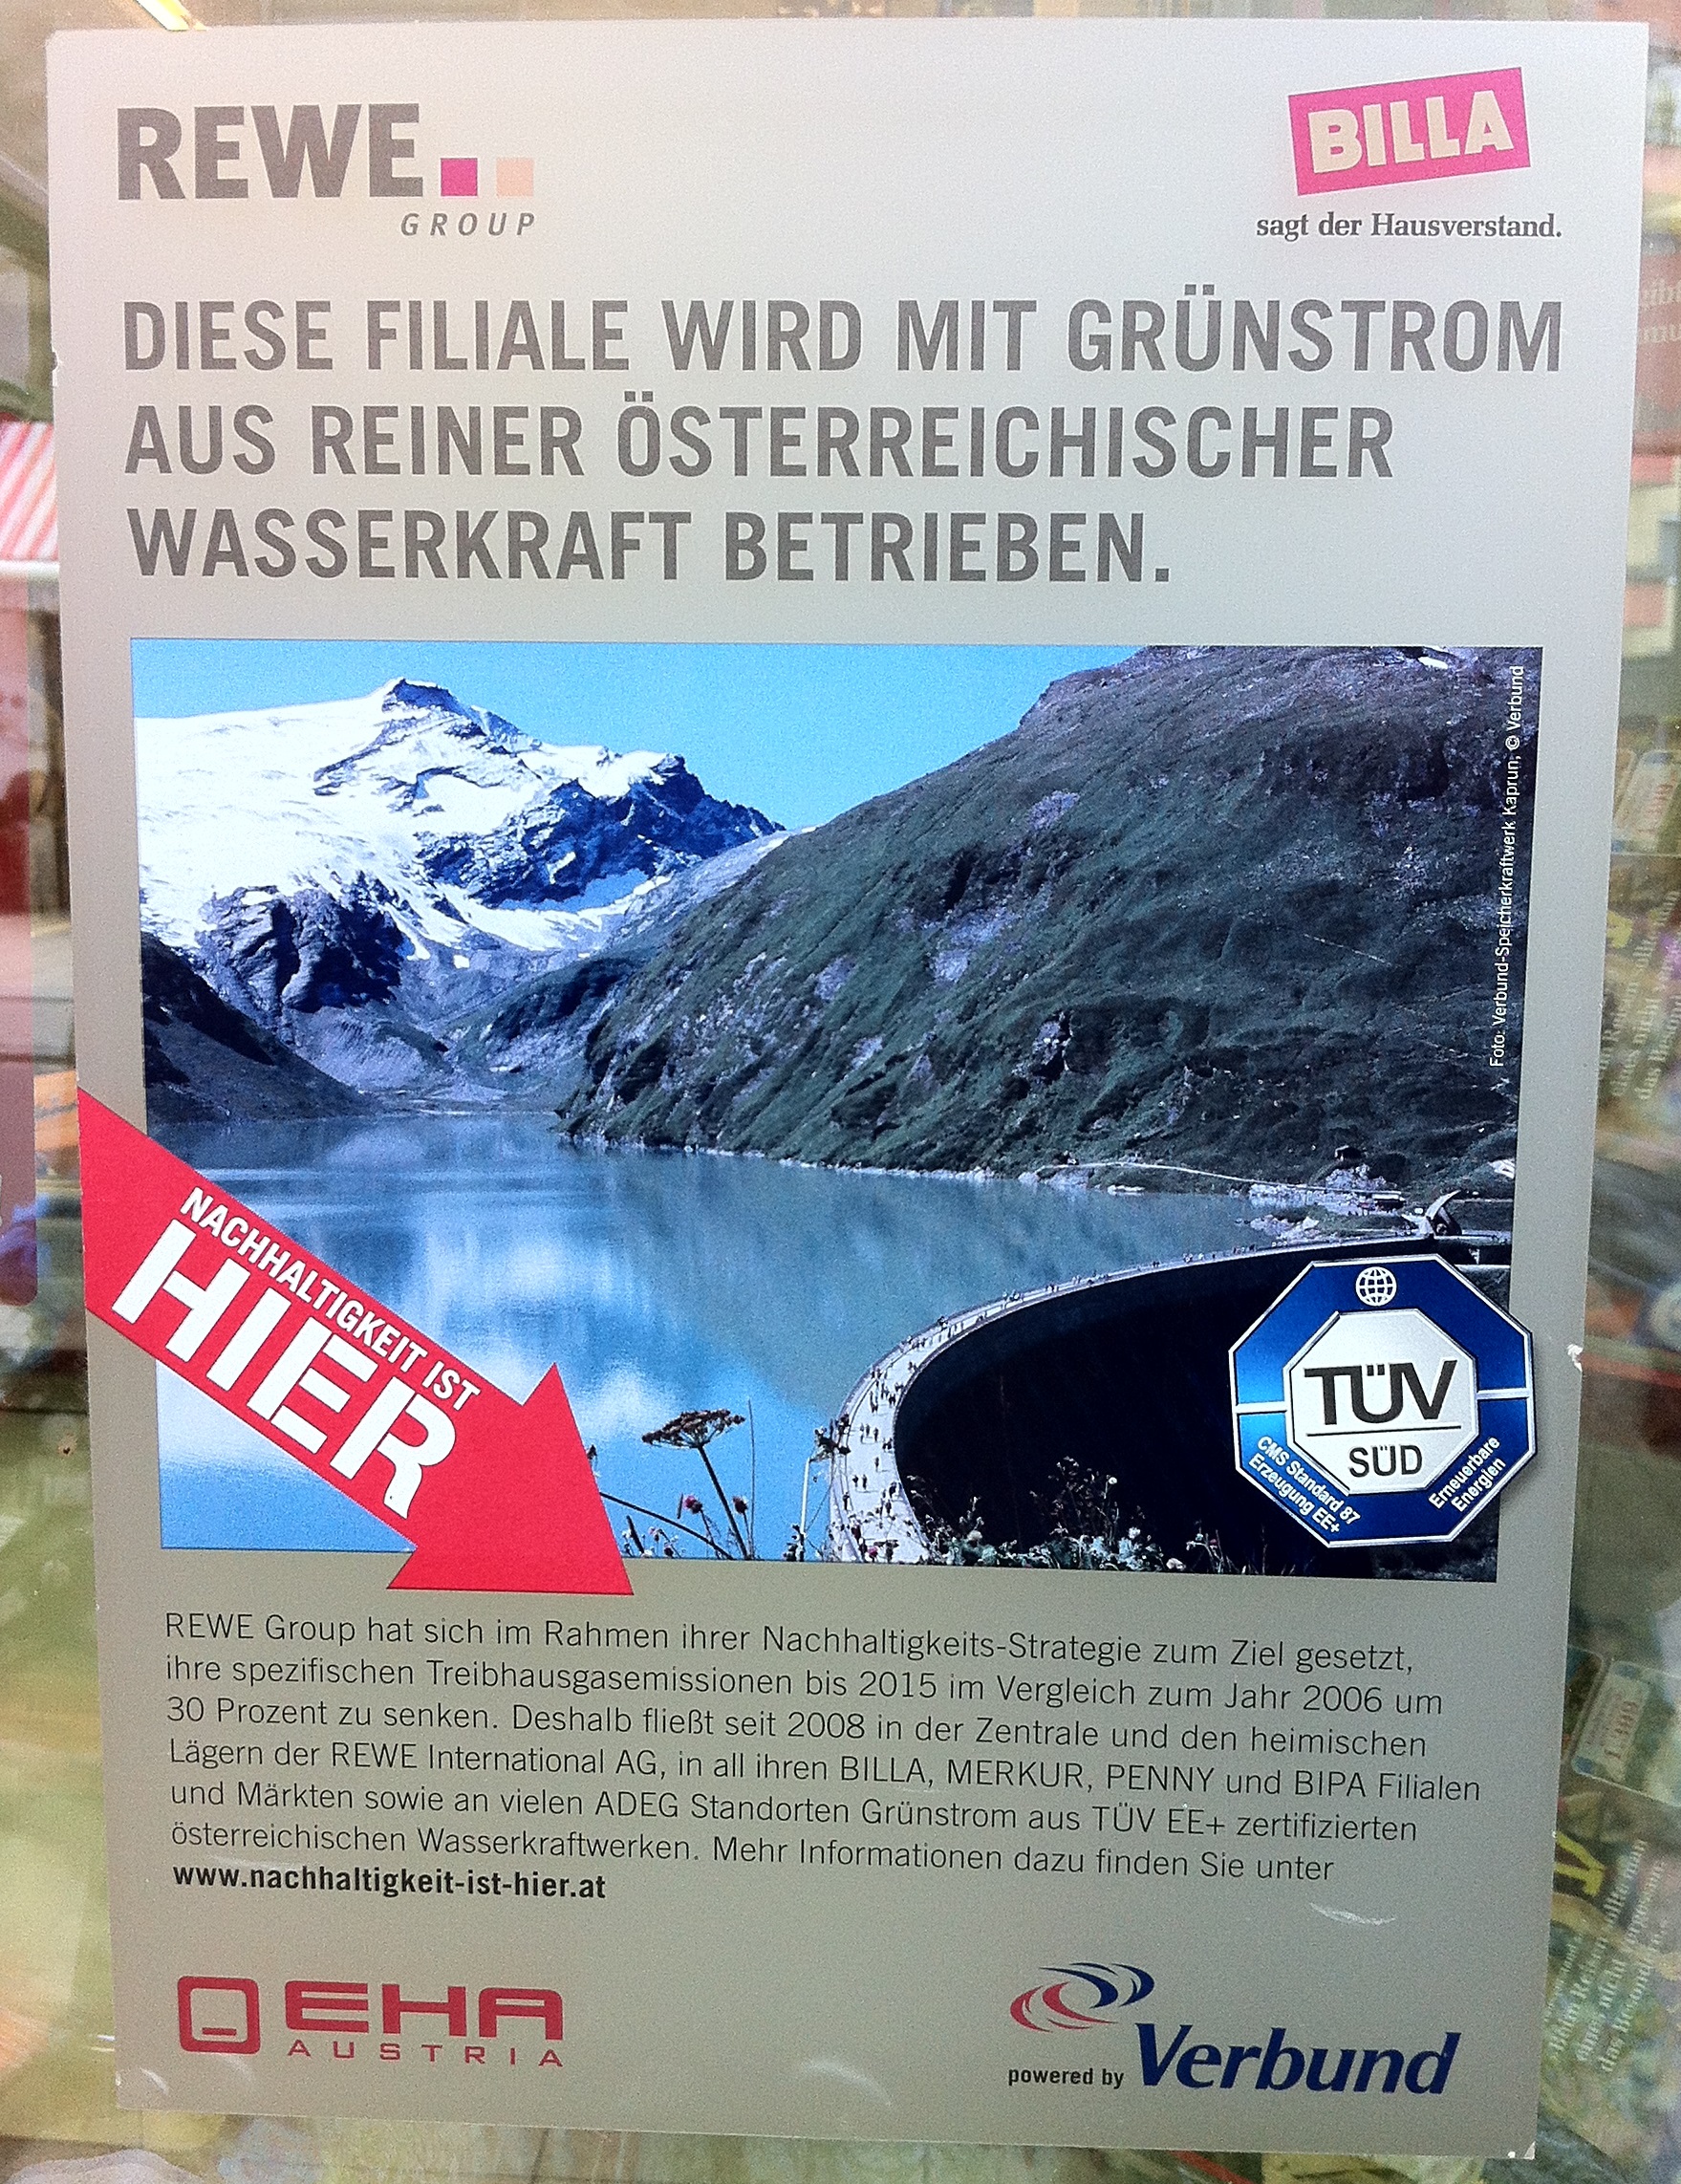 REWE
GROUP
BILLA
sagt der Hausverstand.
DIESE FILIALE WIRD MIT GRÜNSTROM
AUS REINER ÖSTERREICHISCHER
WASSERKRAFT BETRIEBEN.
Foto: Verbund-Speicherkraftwerk Kaprun; © Verbund
NACHHALTIGKEIT IST
HIER
TÜV
SÜD
CMS Standard 87
Erzeugung EE+
Erneuerbare
Energien
REWE Group hat sich im Rahmen ihrer Nachhaltigkeits-Strategie zum Ziel gesetzt,
ihre spezifischen Treibhausgasemissionen bis 2015 im Vergleich zum Jahr 2006 um
30 Prozent zu senken. Deshalb fließt seit 2008 in der Zentrale und den heimischen
Lägern der REWE International AG, in all ihren BILLA, MERKUR, PENNY und BIPA Filialen
und Märkten sowie an vielen ADEG Standorten Grünstrom aus TÜV EE+ zertifizierten
österreichischen Wasserkraftwerken. Mehr Informationen dazu finden Sie unter
www.nachhaltigkeit-ist-hier.at
EHA
AUSTRIA
powered by Verbund